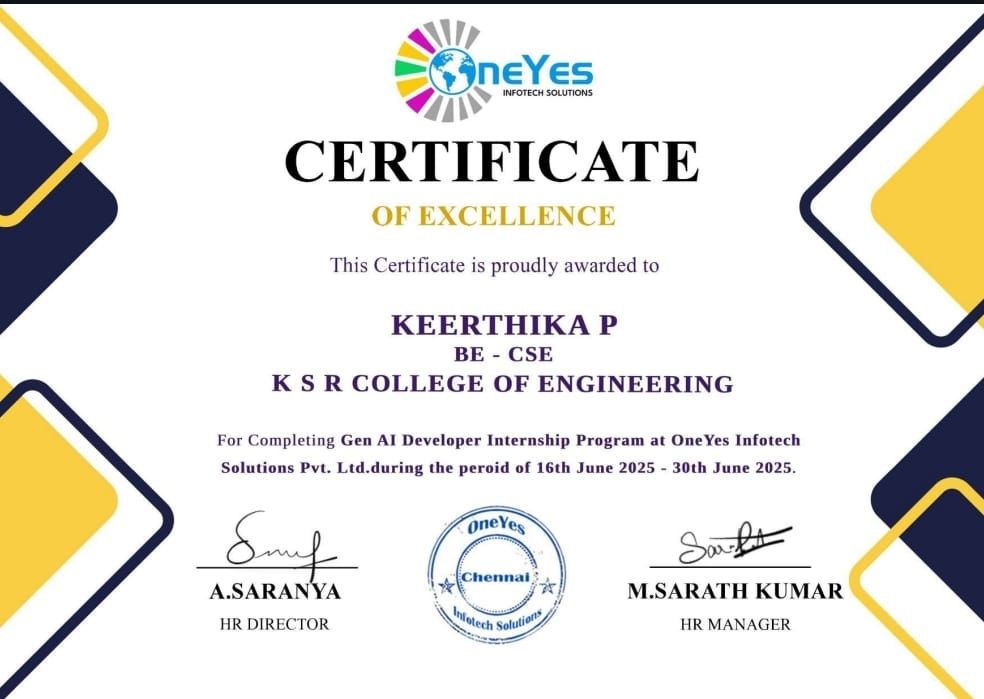 OneYes
INFOTECH SOLUTIONS
CERTIFICATE
OF EXCELLENCE
This Certificate is proudly awarded to
KEERTHIKA P
BE - CSE
K S R COLLEGE OF ENGINEERING
For Completing Gen AI Developer Internship Program at OneYes Infotech
Solutions Pvt. Ltd.during the peroid of 16th June 2025 - 30th June 2025.
OneYes
Chennai
Infotech Solutions
A.SARANYA
HR DIRECTOR
M.SARATH KUMAR
HR MANAGER